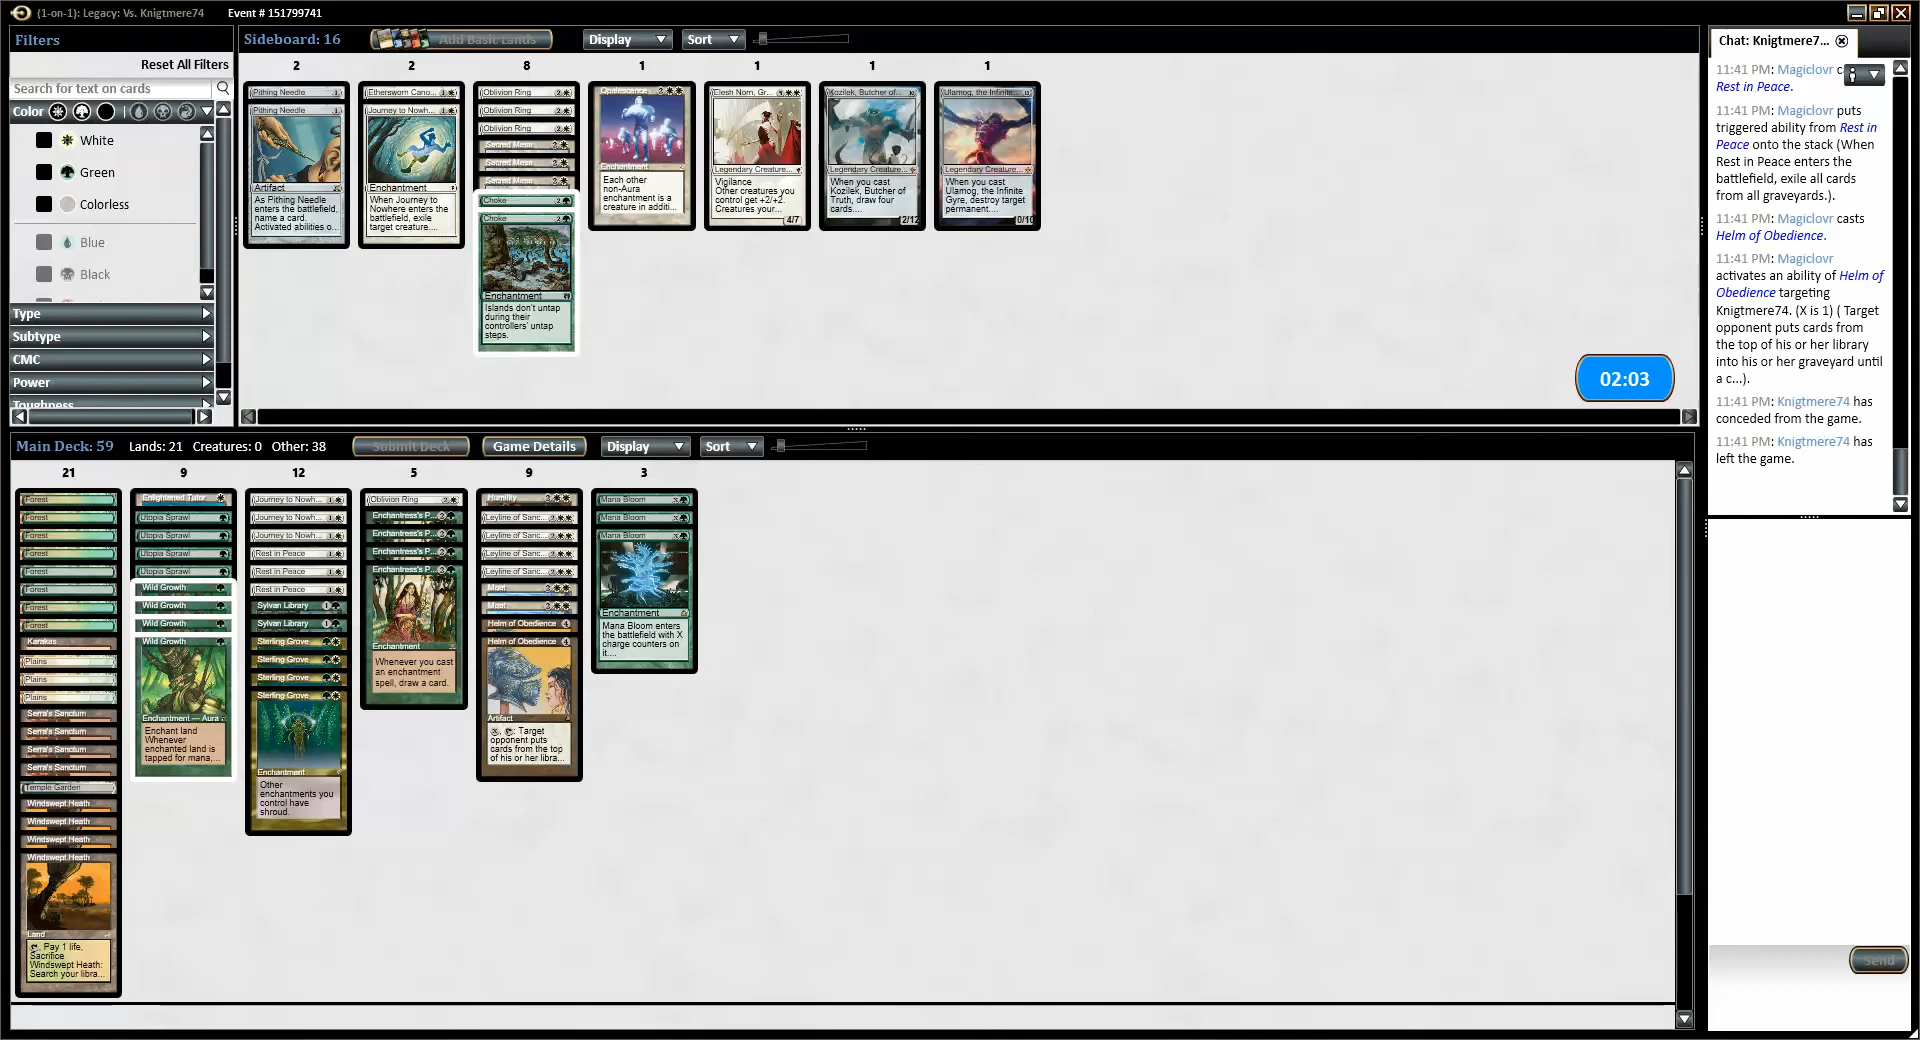 (1-on-1): Legacy: Vs. Knigtmere74 Event # 151799741
Filters
Reset All Filters
Search for text on cards
Color
White
Green
Colorless
Blue
Black
Type
Subtype
CMC
Power
Toughness
Sideboard: 16 Add Basic Lands Display Sort
2 2 8 1 1 1 1
Pithing Needle
Pithing Needle
Artifact
As Pithing Needle
enters the battlefield,
name a card.
Activated abilities o...
Ethersworn Cano...
Journey to Nowh...
Enchantment
When Journey to
Nowhere enters the
battlefield, exile
target creature....
Oblivion Ring
Oblivion Ring
Oblivion Ring
Sacred Mesa
Sacred Mesa
Sacred Mesa
Choke
Choke
Enchantment
Islands don't untap
during their
controllers' untap
steps.
Opalescence
Enchantment
Each other
non-Aura
enchantment is a
creature in additi...
Elesh Norn, Gr...
Legendary Creature...
Vigilance
Other creatures you
control get +2/+2.
Creatures your...
4/7
Kozilek, Butcher of...
Legendary Creature...
When you cast
Kozilek, Butcher of
Truth, draw four
cards....
12/12
Ulamog, the Infinite...
Legendary Creature...
When you cast
Ulamog, the Infinite
Gyre, destroy target
permanent....
10/10
02:03
Main Deck: 59 Lands: 21 Creatures: 0 Other: 38 Submit Deck Game Details Display Sort
21 9 12 5 9 3
Forest
Forest
Forest
Forest
Forest
Forest
Forest
Forest
Karakas
Plains
Plains
Plains
Serra's Sanctum
Serra's Sanctum
Serra's Sanctum
Serra's Sanctum
Temple Garden
Windswept Heath
Windswept Heath
Windswept Heath
Windswept Heath
Land
, Pay 1 life,
Sacrifice
Windswept Heath:
Search your libra...
Enlightened Tutor
Utopia Sprawl
Utopia Sprawl
Utopia Sprawl
Utopia Sprawl
Wild Growth
Wild Growth
Wild Growth
Wild Growth
Enchantment — Aura
Enchant land
Whenever
enchanted land is
tapped for mana,...
Journey to Nowh...
Journey to Nowh...
Journey to Nowh...
Rest in Peace
Rest in Peace
Rest in Peace
Sylvan Library
Sylvan Library
Sterling Grove
Sterling Grove
Sterling Grove
Sterling Grove
Enchantment
Other
enchantments you
control have
shroud.
Oblivion Ring
Enchantress's P...
Enchantress's P...
Enchantress's P...
Enchantress's P...
Enchantment
Whenever you cast
an enchantment
spell, draw a card.
Humility
Leyline of Sanc...
Leyline of Sanc...
Leyline of Sanc...
Leyline of Sanc...
Moat
Moat
Helm of Obedience
Helm of Obedience
Artifact
X, : Target
opponent puts
cards from the top
of his or her libra...
Mana Bloom
Mana Bloom
Mana Bloom
Enchantment
Mana Bloom enters
the battlefield with X
charge counters on
it....
Chat: Knigtmere7...
11:41 PM: Magiclovr c
Rest in Peace.
11:41 PM: Magiclovr puts
triggered ability from Rest in
Peace onto the stack (When
Rest in Peace enters the
battlefield, exile all cards
from all graveyards.).
11:41 PM: Magiclovr casts
Helm of Obedience.
11:41 PM: Magiclovr
activates an ability of Helm of
Obedience targeting
Knigtmere74. (X is 1) ( Target
opponent puts cards from
the top of his or her library
into his or her graveyard until
a c...).
11:41 PM: Knigtmere74 has
conceded from the game.
11:41 PM: Knigtmere74 has
left the game.
Send